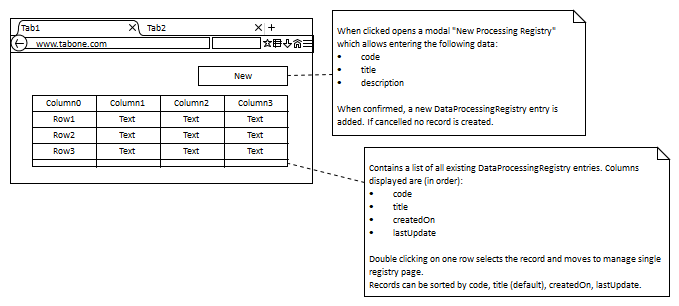 Tab1
Tab2
www.tabone.com
New
Column0 Column1 Column2 Column3
Row1 Text Text Text
Row2 Text Text Text
Row3 Text Text Text
When clicked opens a modal "New Processing Registry"
which allows entering the following data:
• code
• title
• description
When confirmed, a new DataProcessingRegistry entry is
added. If cancelled no record is created.
Contains a list of all existing DataProcessingRegistry entries. Columns
displayed are (in order):
• code
• title
• createdOn
• lastUpdate
Double clicking on one row selects the record and moves to manage single
registry page.
Records can be sorted by code, title (default), createdOn, lastUpdate.